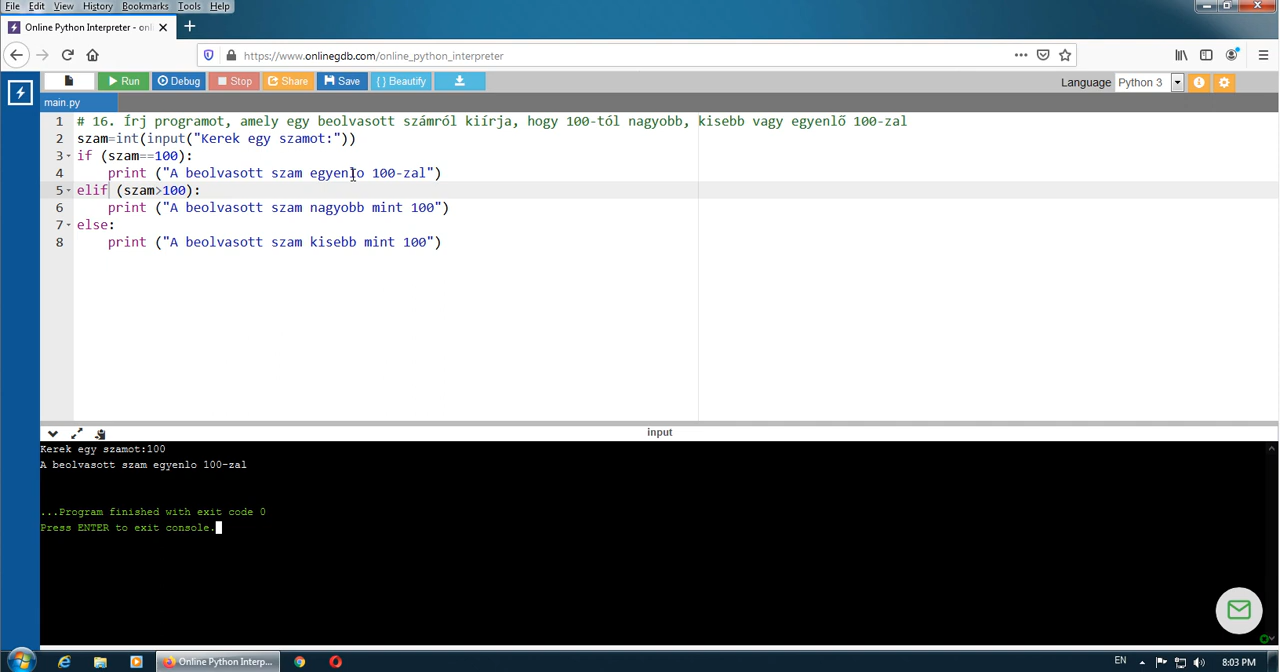 File Edit View History Bookmarks Tools Help
Online Python Interpreter - onli
https://www.onlinegdb.com/online_python_interpreter
Run Debug Stop Share Save { } Beautify Language Python 3
main.py
1 # 16. Írj programot, amely egy beolvasott számról kiírja, hogy 100-tól nagyobb, kisebb vagy egyenlő 100-zal
2 szam=int(input("Kerek egy szamot:"))
3 if (szam==100):
4 print ("A beolvasott szam egyenlo 100-zal")
5 elif (szam>100):
6 print ("A beolvasott szam nagyobb mint 100")
7 else:
8 print ("A beolvasott szam kisebb mint 100")
input
Kerek egy szamot:100
A beolvasott szam egyenlo 100-zal
...Program finished with exit code 0
Press ENTER to exit console.
Online Python Interp... EN 8:03 PM